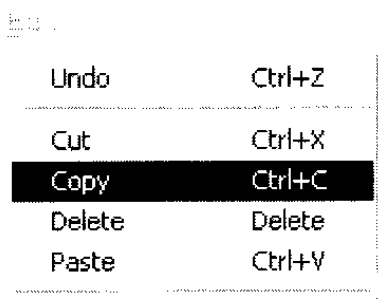 Undo Ctrl+Z
Cut Ctrl+X
Copy Ctrl+C
Delete Delete
Paste Ctrl+V